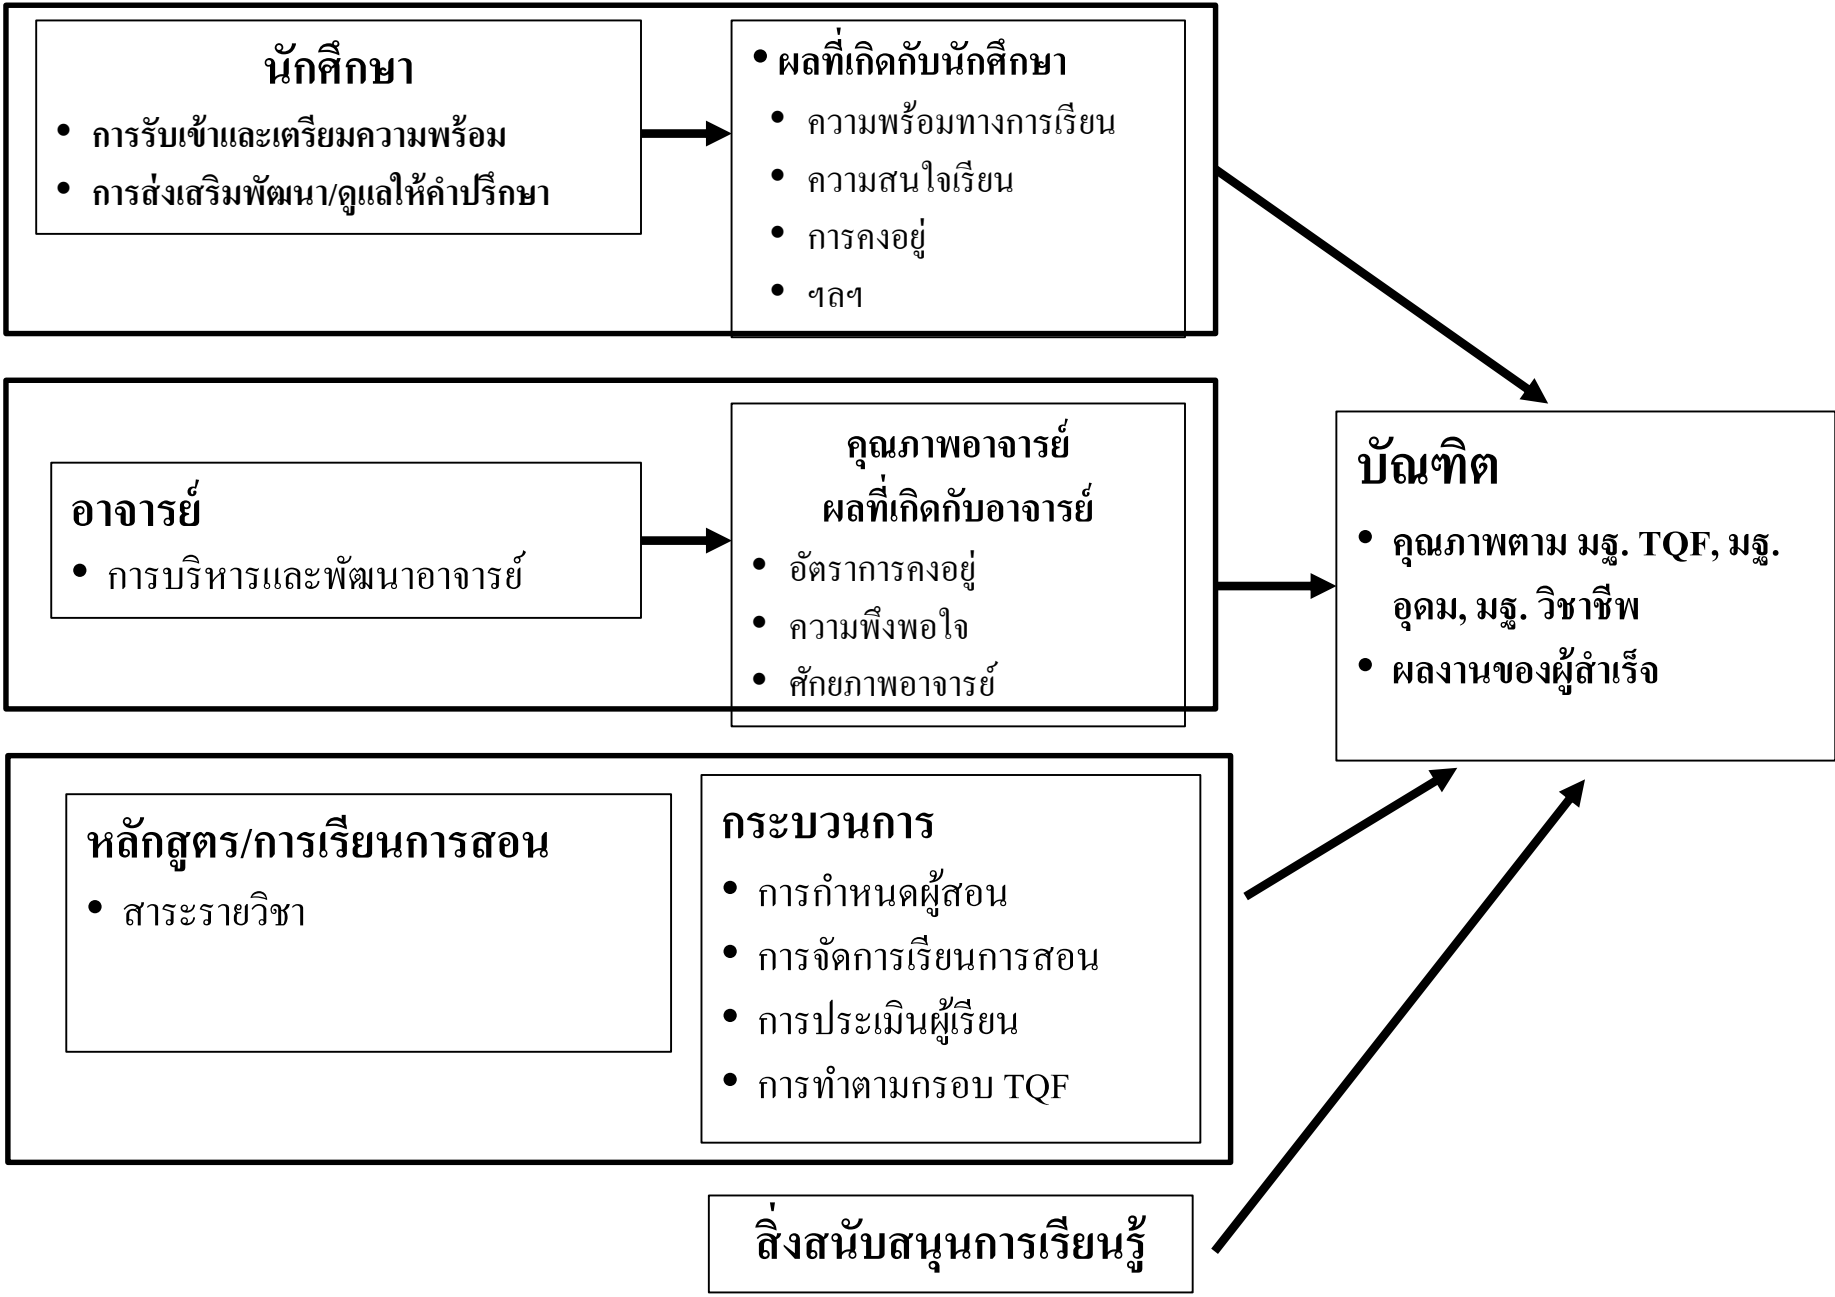 นักศึกษา
• การรับเข้าและเตรียมความพร้อม
• การส่งเสริมพัฒนา/ดูแลให้คำปรึกษา
• ผลที่เกิดกับนักศึกษา
• ความพร้อมทางการเรียน
• ความสนใจเรียน
• การคงอยู่
• ฯลฯ
อาจารย์
• การบริหารและพัฒนาอาจารย์
คุณภาพอาจารย์
ผลที่เกิดกับอาจารย์
• อัตราการคงอยู่
• ความพึงพอใจ
• ศักยภาพอาจารย์
บัณฑิต
• คุณภาพตาม มฐ. TQF, มฐ.
อุดม, มฐ. วิชาชีพ
• ผลงานของผู้สำเร็จ
หลักสูตร/การเรียนการสอน
• สาระรายวิชา
กระบวนการ
• การกำหนดผู้สอน
• การจัดการเรียนการสอน
• การประเมินผู้เรียน
• การทำตามกรอบ TQF
สิ่งสนับสนุนการเรียนรู้